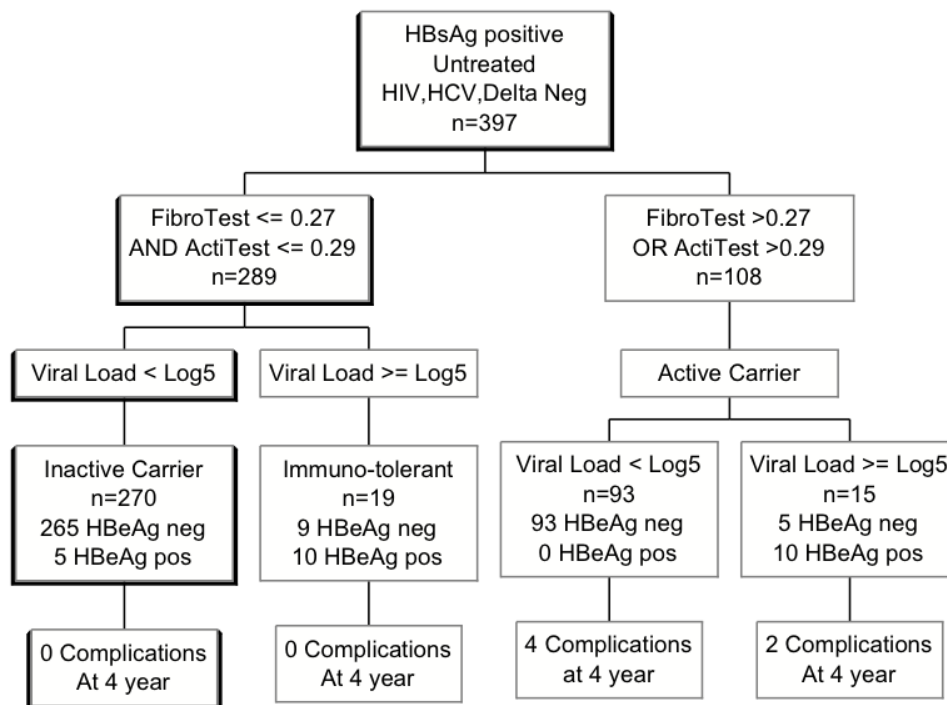 HBsAg positive
Untreated
HIV,HCV,Delta Neg
n=397
FibroTest <= 0.27
AND ActiTest <= 0.29
n=289
FibroTest >0.27
OR ActiTest >0.29
n=108
Viral Load < Log5
Viral Load >= Log5
Active Carrier
Inactive Carrier
n=270
265 HBeAg neg
5 HBeAg pos
Immuno-tolerant
n=19
9 HBeAg neg
10 HBeAg pos
Viral Load < Log5
n=93
93 HBeAg neg
0 HBeAg pos
Viral Load >= Log5
n=15
5 HBeAg neg
10 HBeAg pos
0 Complications
At 4 year
0 Complications
At 4 year
4 Complications
at 4 year
2 Complications
At 4 year